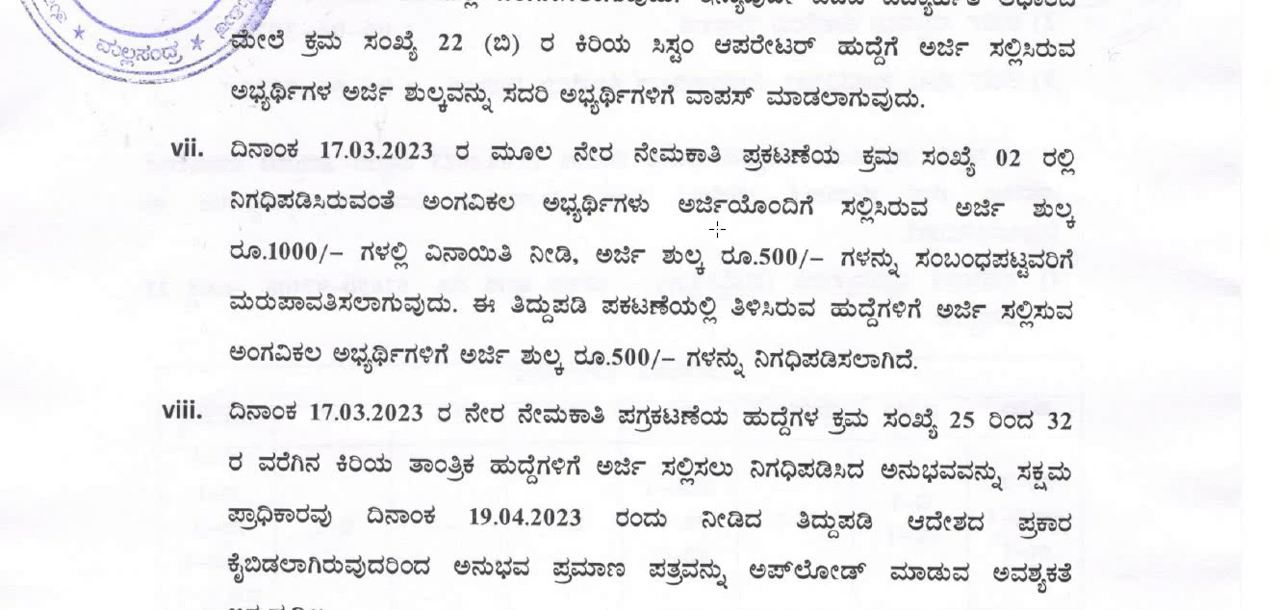 ಮೇಲೆ ಕ್ರಮ ಸಂಖ್ಯೆ 22 (ಬಿ) ರ ಕಿರಿಯ ಸಿಸ್ಟಂ ಆಪರೇಟರ್ ಹುದ್ದೆಗೆ ಅರ್ಜಿ ಸಲ್ಲಿಸಿರುವ
ಅಭ್ಯರ್ಥಿಗಳ ಅರ್ಜಿ ಶುಲ್ಕವನ್ನು ಸದರಿ ಅಭ್ಯರ್ಥಿಗಳಿಗೆ ವಾಪಸ್ ಮಾಡಲಾಗುವುದು.
vii. ದಿನಾಂಕ 17.03.2023 ರ ಮೂಲ ನೇರ ನೇಮಕಾತಿ ಪ್ರಕಟಣೆಯ ಕ್ರಮ ಸಂಖ್ಯೆ 02 ರಲ್ಲಿ
ನಿಗಧಿಪಡಿಸಿರುವಂತೆ ಅಂಗವಿಕಲ ಅಭ್ಯರ್ಥಿಗಳು ಅರ್ಜಿಯೊಂದಿಗೆ ಸಲ್ಲಿಸಿರುವ ಅರ್ಜಿ ಶುಲ್ಕ
ರೂ.1000/– ಗಳಲ್ಲಿ ವಿನಾಯಿತಿ ನೀಡಿ, ಅರ್ಜಿ ಶುಲ್ಕ ರೂ.500/– ಗಳನ್ನು ಸಂಬಂಧಪಟ್ಟವರಿಗೆ
ಮರುಪಾವತಿಸಲಾಗುವುದು. ಈ ತಿದ್ದುಪಡಿ ಪಕಟಣೆಯಲ್ಲಿ ತಿಳಿಸಿರುವ ಹುದ್ದೆಗಳಿಗೆ ಅರ್ಜಿ ಸಲ್ಲಿಸುವ
ಅಂಗವಿಕಲ ಅಭ್ಯರ್ಥಿಗಳಿಗೆ ಅರ್ಜಿ ಶುಲ್ಕ ರೂ.500/– ಗಳನ್ನು ನಿಗಧಿಪಡಿಸಲಾಗಿದೆ.
viii. ದಿನಾಂಕ 17.03.2023 ರ ನೇರ ನೇಮಕಾತಿ ಪಗ್ರಕಟಣೆಯ ಹುದ್ದೆಗಳ ಕ್ರಮ ಸಂಖ್ಯೆ 25 ರಿಂದ 32
ರ ವರೆಗಿನ ಕಿರಿಯ ತಾಂತ್ರಿಕ ಹುದ್ದೆಗಳಿಗೆ ಅರ್ಜಿ ಸಲ್ಲಿಸಲು ನಿಗಧಿಪಡಿಸಿದ ಅನುಭವವನ್ನು ಸಕ್ಷಮ
ಪ್ರಾಧಿಕಾರವು ದಿನಾಂಕ 19.04.2023 ರಂದು ನೀಡಿದ ತಿದ್ದುಪಡಿ ಆದೇಶದ ಪ್ರಕಾರ
ಕೈಬಿಡಲಾಗಿರುವುದರಿಂದ ಅನುಭವ ಪ್ರಮಾಣ ಪತ್ರವನ್ನು ಅಪ್‌ಲೋಡ್ ಮಾಡುವ ಅವಶ್ಯಕತೆ